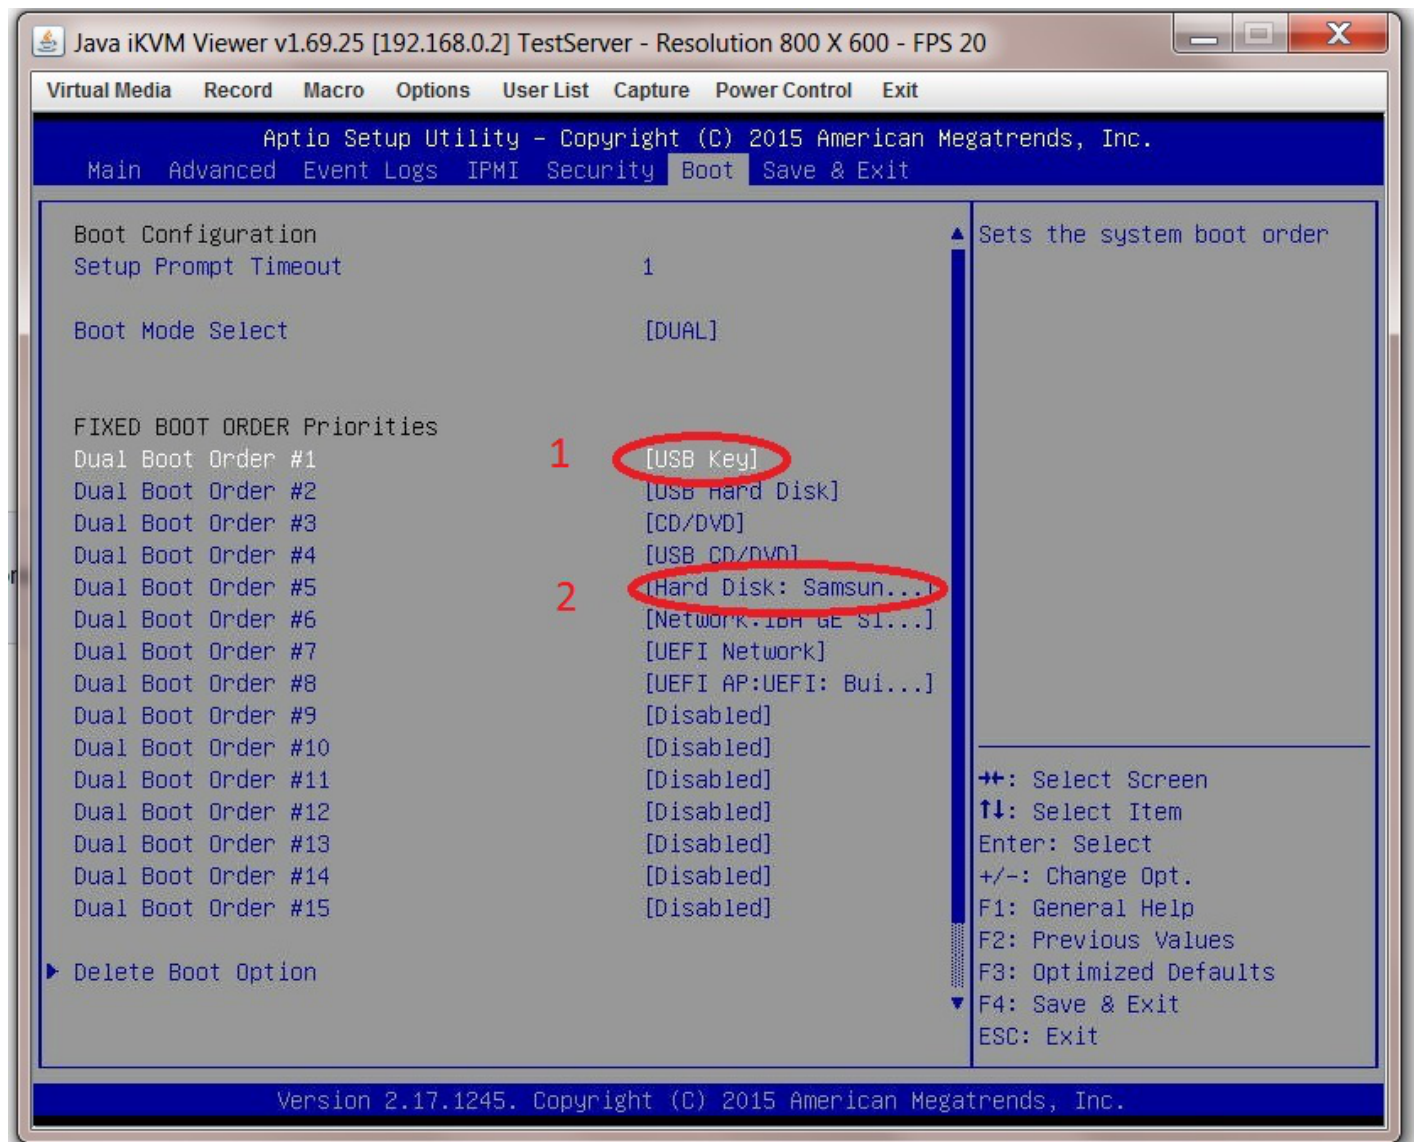 Java iKVM Viewer v1.69.25 [192.168.0.2] TestServer - Resolution 800 X 600 - FPS 20
Virtual Media Record Macro Options User List Capture Power Control Exit
Aptio Setup Utility – Copyright (C) 2015 American Megatrends, Inc.
Main Advanced Event Logs IPMI Security Boot Save & Exit
Boot Configuration
Setup Prompt Timeout 1
Boot Mode Select [DUAL]
FIXED BOOT ORDER Priorities
Dual Boot Order #1 1 [USB Key]
Dual Boot Order #2 [USB Hard Disk]
Dual Boot Order #3 [CD/DVD]
Dual Boot Order #4 [USB CD/DVD]
Dual Boot Order #5 2 [Hard Disk: Samsun...]
Dual Boot Order #6 [Network:IBA GE Sl...]
Dual Boot Order #7 [UEFI Network]
Dual Boot Order #8 [UEFI AP:UEFI: Bui...]
Dual Boot Order #9 [Disabled]
Dual Boot Order #10 [Disabled]
Dual Boot Order #11 [Disabled]
Dual Boot Order #12 [Disabled]
Dual Boot Order #13 [Disabled]
Dual Boot Order #14 [Disabled]
Dual Boot Order #15 [Disabled]
Delete Boot Option
Sets the system boot order
→←: Select Screen
↑↓: Select Item
Enter: Select
+/-: Change Opt.
F1: General Help
F2: Previous Values
F3: Optimized Defaults
F4: Save & Exit
ESC: Exit
Version 2.17.1245. Copyright (C) 2015 American Megatrends, Inc.